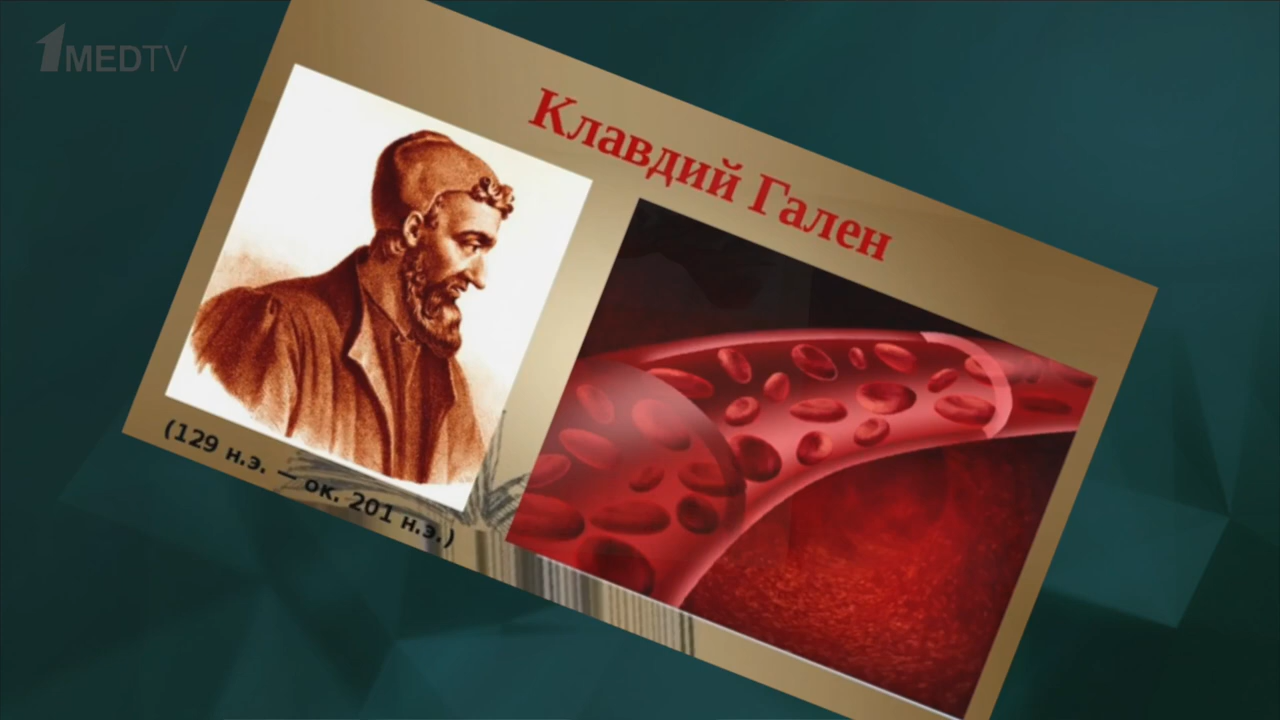 1MEDTV
Клавдий Гален
(129 н.э. — ок. 201 н.э.)